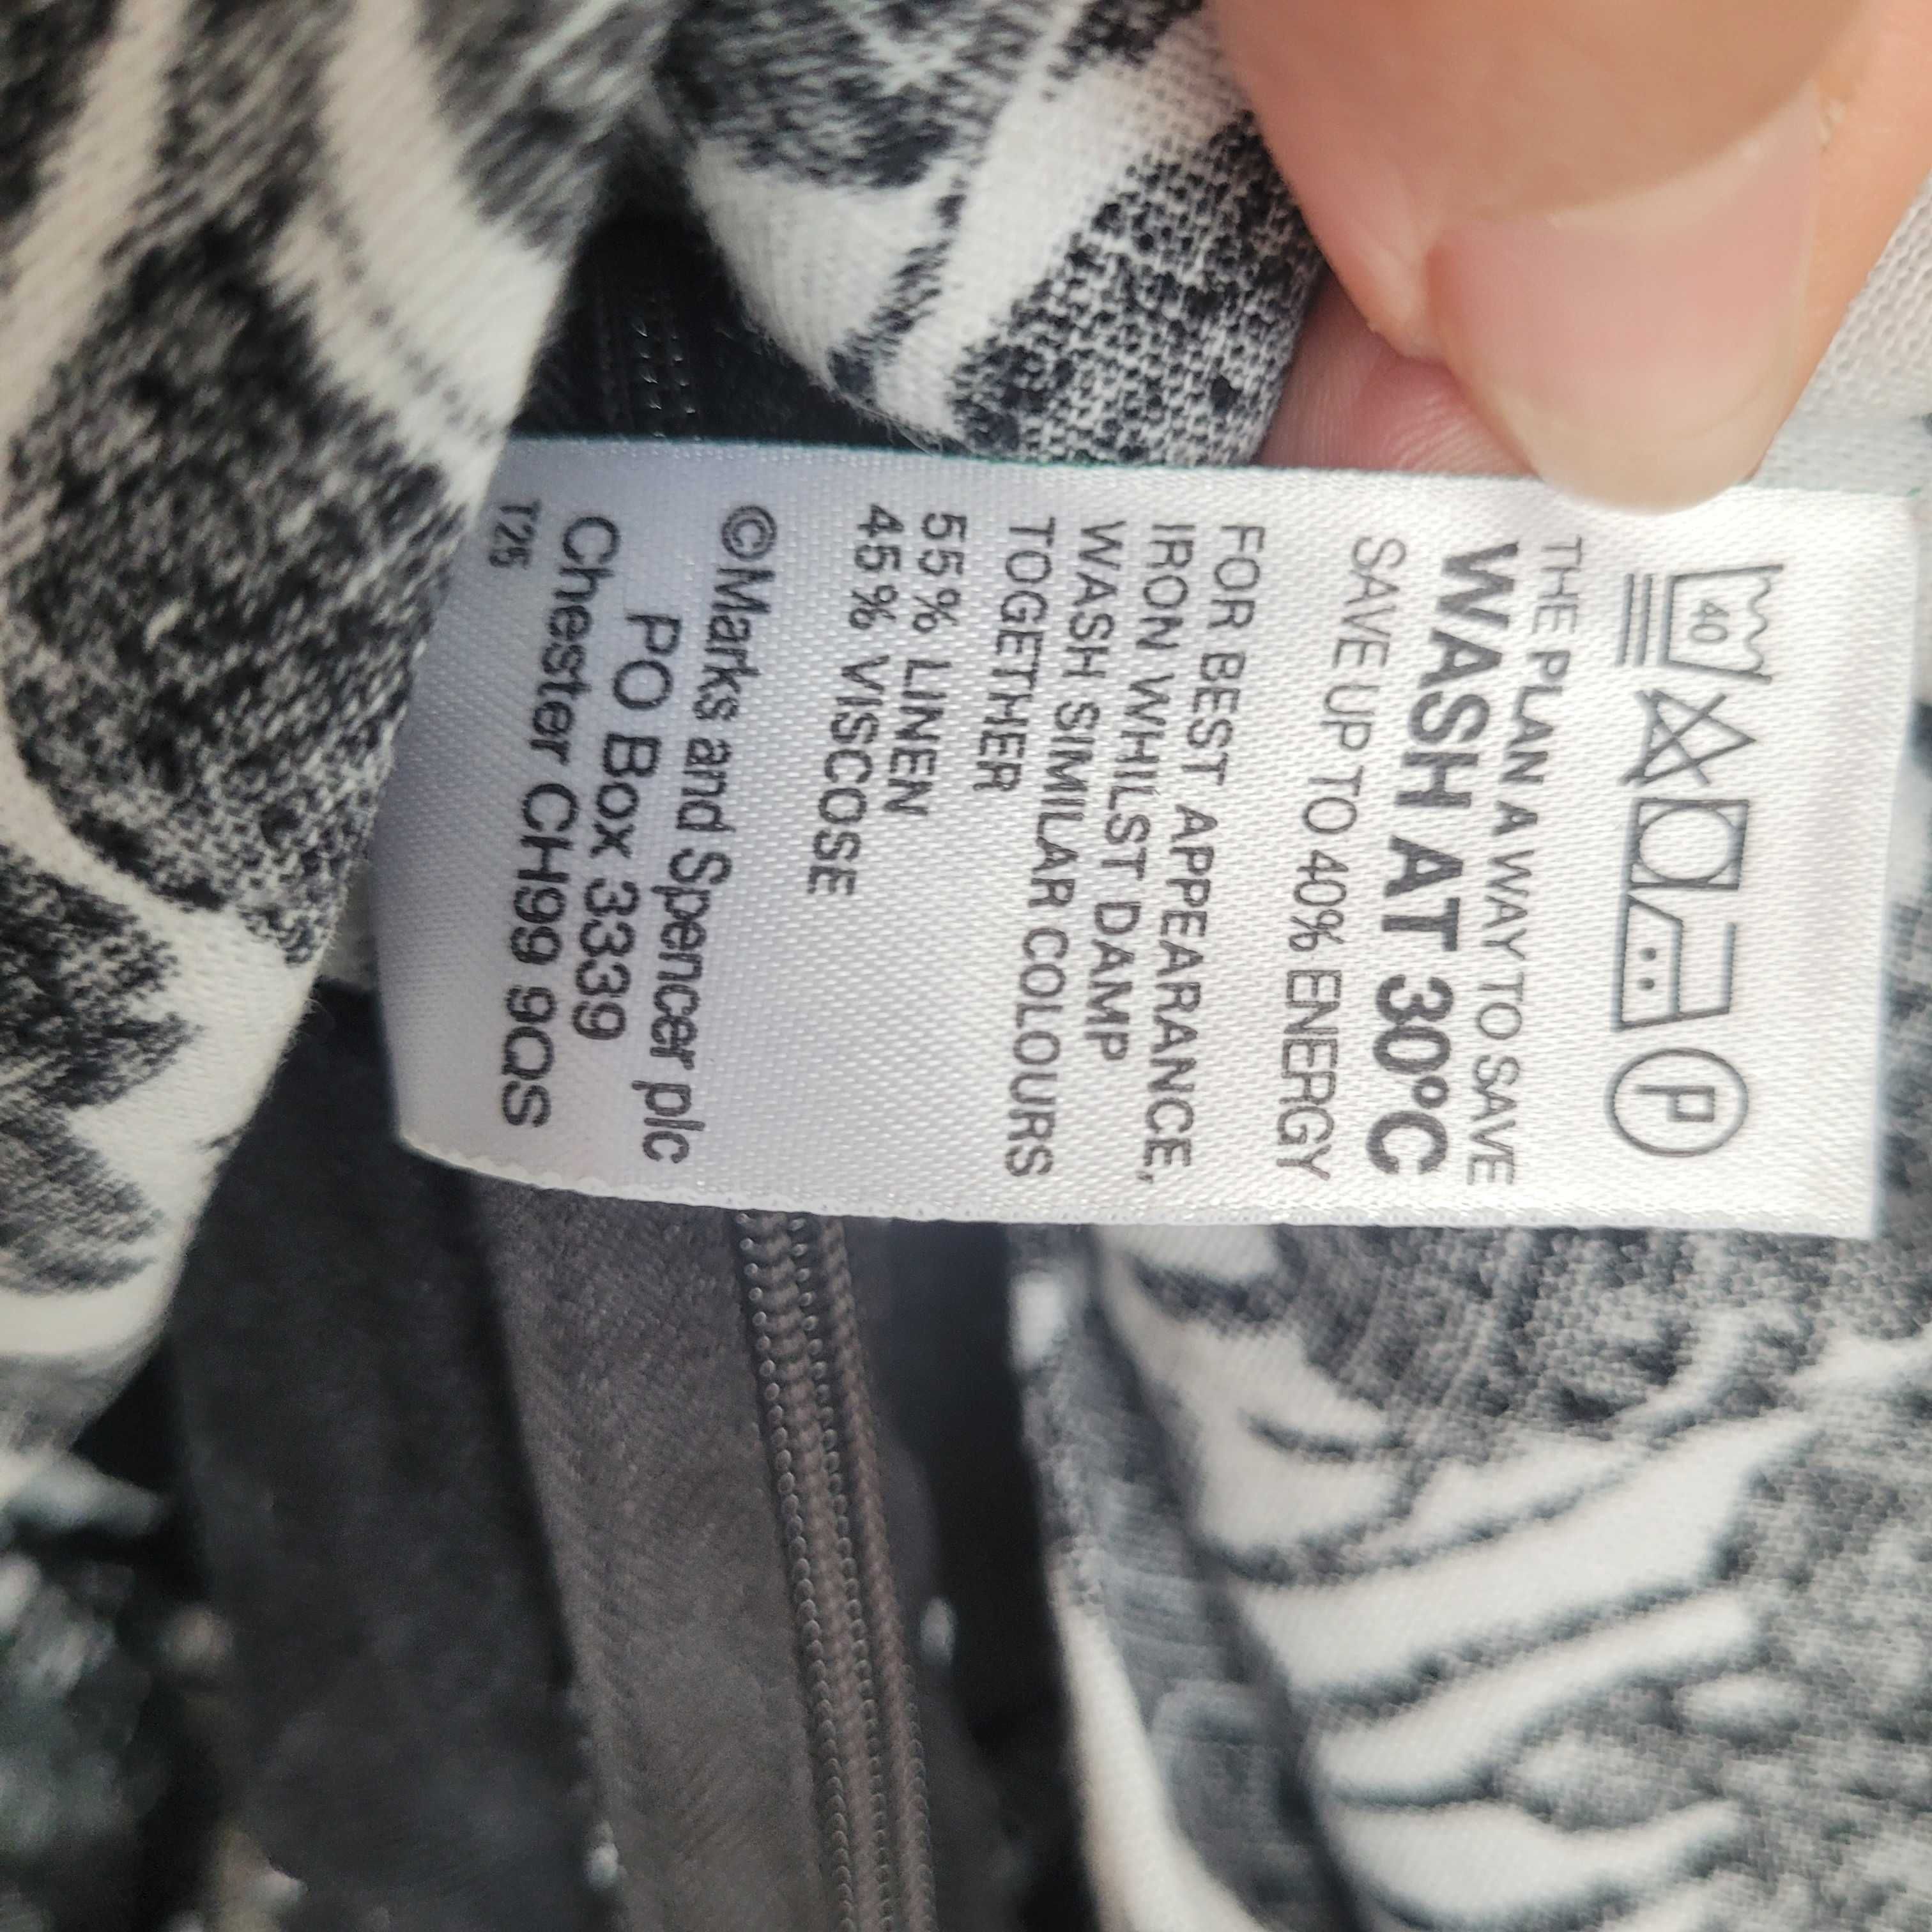 40 P
THE PLAN A WAY TO SAVE
WASH AT 30°C
SAVE UP TO 40% ENERGY
FOR BEST APPEARANCE,
IRON WHILST DAMP
WASH SIMILAR COLOURS
TOGETHER
55% LINEN
45% VISCOSE
©Marks and Spencer plc
PO Box 3339
Chester CH99 9QS
T25